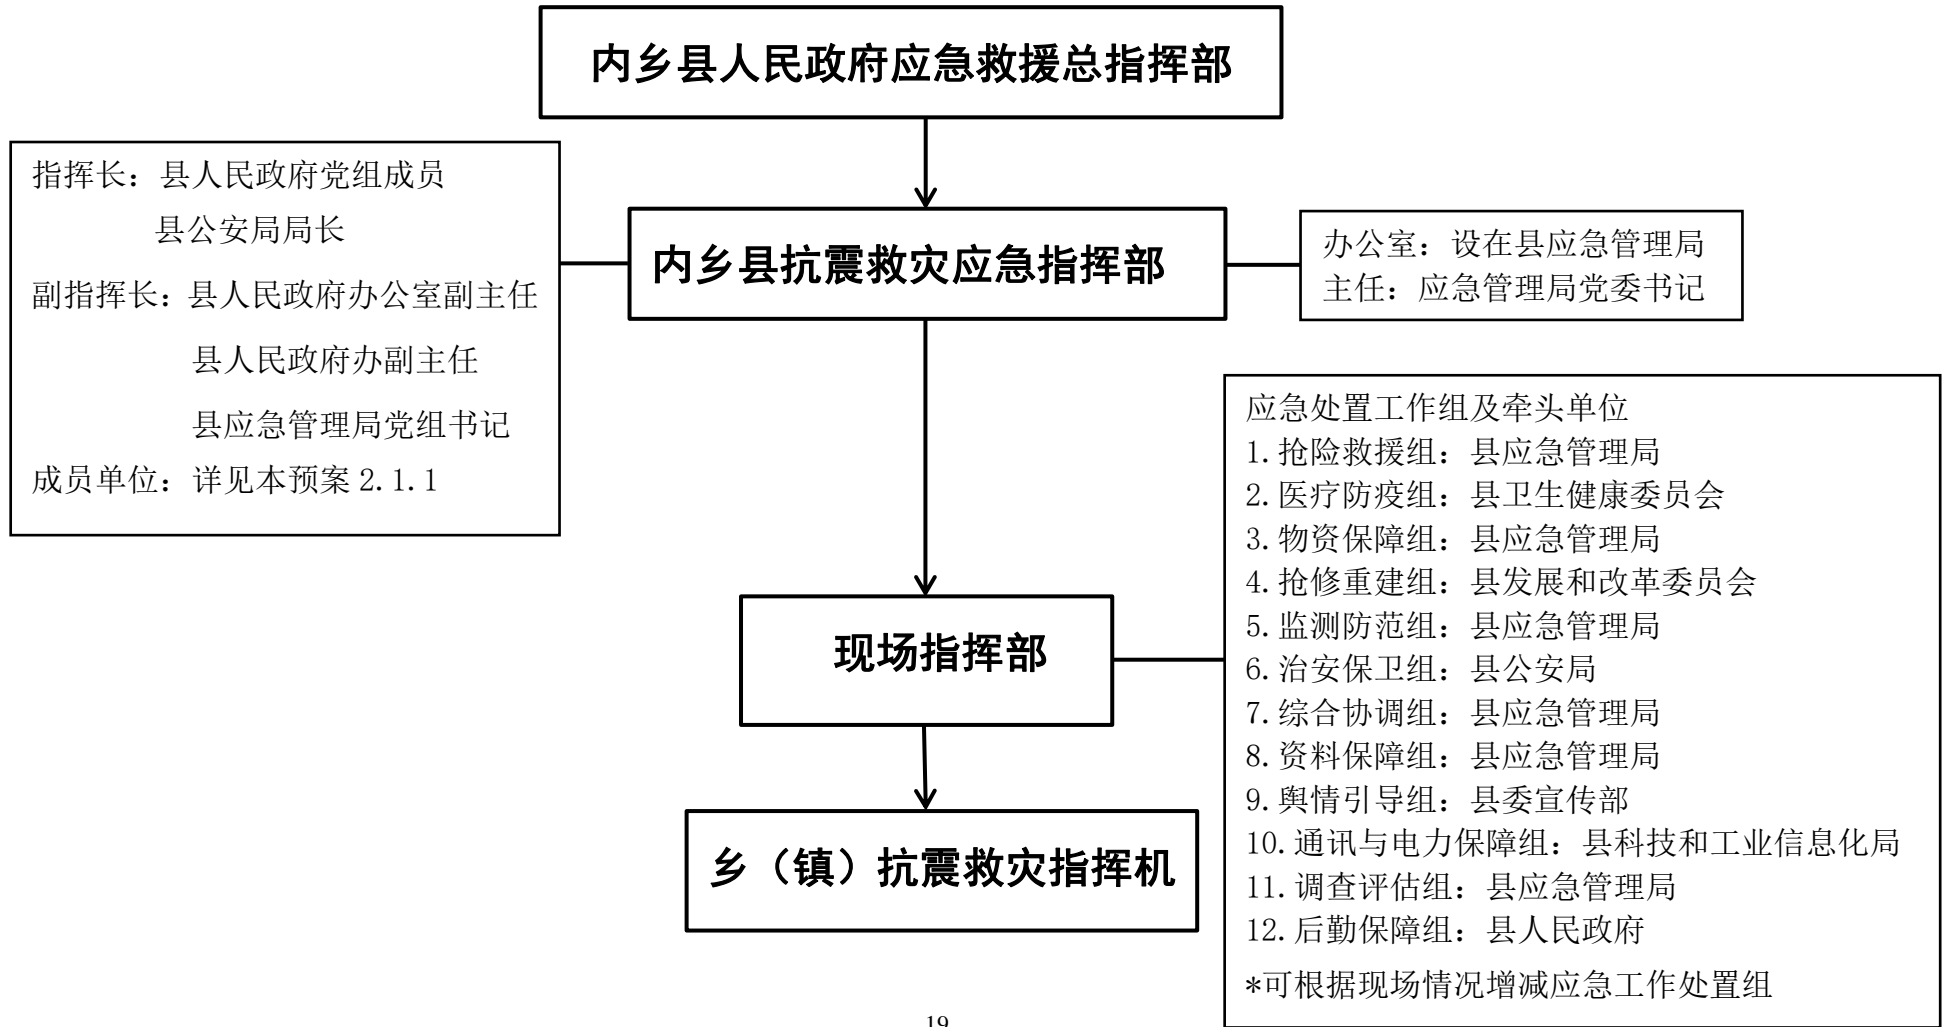 内乡县人民政府应急救援总指挥部
指挥长：县人民政府党组成员
县公安局局长
副指挥长：县人民政府办公室副主任
县人民政府办副主任
县应急管理局党组书记
成员单位：详见本预案 2.1.1
内乡县抗震救灾应急指挥部
办公室：设在县应急管理局
主任：应急管理局党委书记
现场指挥部
应急处置工作组及牵头单位
1.抢险救援组：县应急管理局
2.医疗防疫组：县卫生健康委员会
3.物资保障组：县应急管理局
4.抢修重建组：县发展和改革委员会
5.监测防范组：县应急管理局
6.治安保卫组：县公安局
7.综合协调组：县应急管理局
8.资料保障组：县应急管理局
9.舆情引导组：县委宣传部
10.通讯与电力保障组：县科技和工业信息化局
11.调查评估组：县应急管理局
12.后勤保障组：县人民政府
*可根据现场情况增减应急工作处置组
乡（镇）抗震救灾指挥机
19